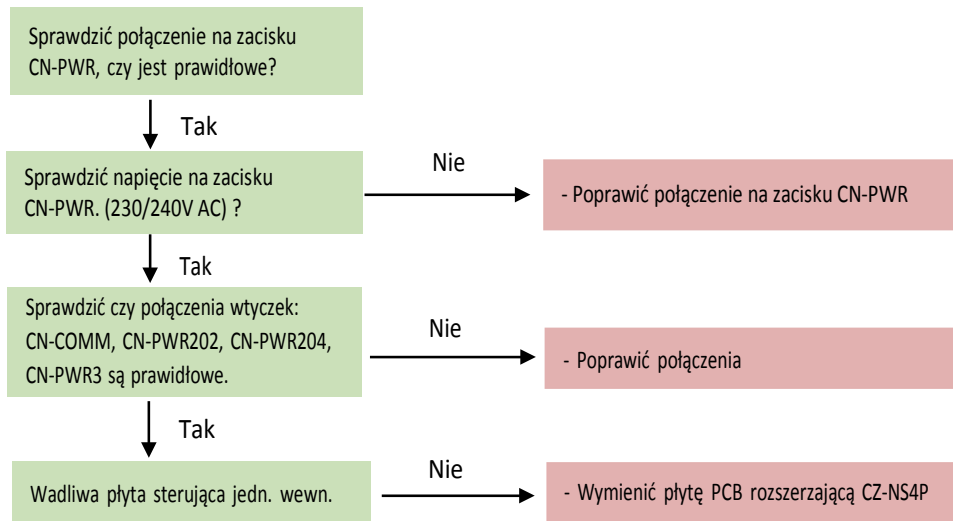 Sprawdzić połączenie na zacisku
CN-PWR, czy jest prawidłowe?
Tak
Sprawdzić napięcie na zacisku
CN-PWR. (230/240V AC) ?
Nie
- Poprawić połączenie na zacisku CN-PWR
Tak
Sprawdzić czy połączenia wtyczek:
CN-COMM, CN-PWR202, CN-PWR204,
CN-PWR3 są prawidłowe.
Nie
- Poprawić połączenia
Tak
Wadliwa płyta sterująca jedn. wewn.
Nie
- Wymienić płytę PCB rozszerzającą CZ-NS4P